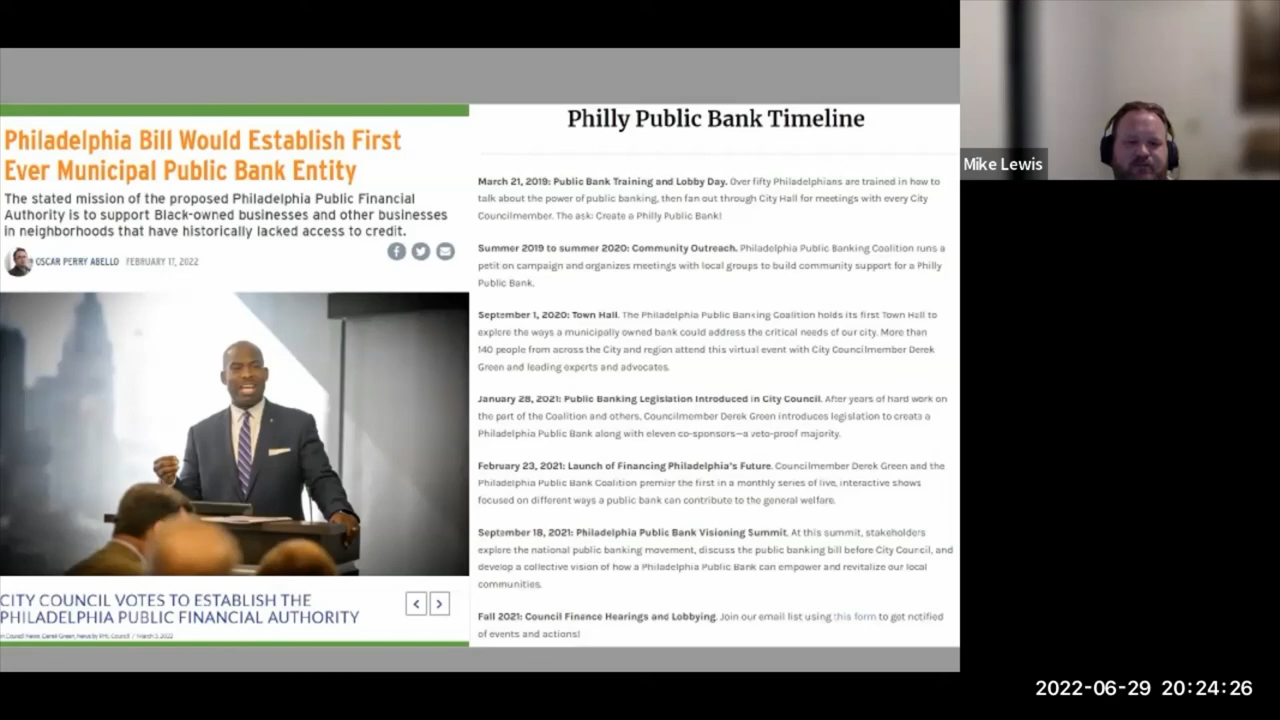 Philadelphia Bill Would Establish First
Ever Municipal Public Bank Entity
The stated mission of the proposed Philadelphia Public Financial
Authority is to support Black-owned businesses and other businesses
in neighborhoods that have historically lacked access to credit.
OSCAR PERRY ABELLO FEBRUARY 17, 2022
CITY COUNCIL VOTES TO ESTABLISH THE
PHILADELPHIA PUBLIC FINANCIAL AUTHORITY
Council News, Derek Green, News by PHL Council / March 3, 2022
Philly Public Bank Timeline
March 21, 2019: Public Bank Training and Lobby Day. Over fifty Philadelphians are trained in how to
talk about the power of public banking, then fan out through City Hall for meetings with every City
Councilmember. The ask: Create a Philly Public Bank!
Summer 2019 to summer 2020: Community Outreach. Philadelphia Public Banking Coalition runs a
petition campaign and organizes meetings with local groups to build community support for a Philly
Public Bank.
September 1, 2020: Town Hall. The Philadelphia Public Banking Coalition holds its first Town Hall to
explore the ways a municipally owned bank could address the critical needs of our city. More than
140 people from across the City and region attend this virtual event with City Councilmember Derek
Green and leading experts and advocates.
January 28, 2021: Public Banking Legislation Introduced in City Council. After years of hard work on
the part of the Coalition and others, Councilmember Derek Green introduces legislation to create a
Philadelphia Public Bank along with eleven co-sponsors—a veto-proof majority.
February 23, 2021: Launch of Financing Philadelphia's Future. Councilmember Derek Green and the
Philadelphia Public Bank Coalition premier the first in a monthly series of live, interactive shows
focused on different ways a public bank can contribute to the general welfare.
September 18, 2021: Philadelphia Public Bank Visioning Summit. At this summit, stakeholders
explore the national public banking movement, discuss the public banking bill before City Council, and
develop a collective vision of how a Philadelphia Public Bank can empower and revitalize our local
communities.
Fall 2021: Council Finance Hearings and Lobbying. Join our email list using this form to get notified
of events and actions!
Mike Lewis
2022-06-29 20:24:26